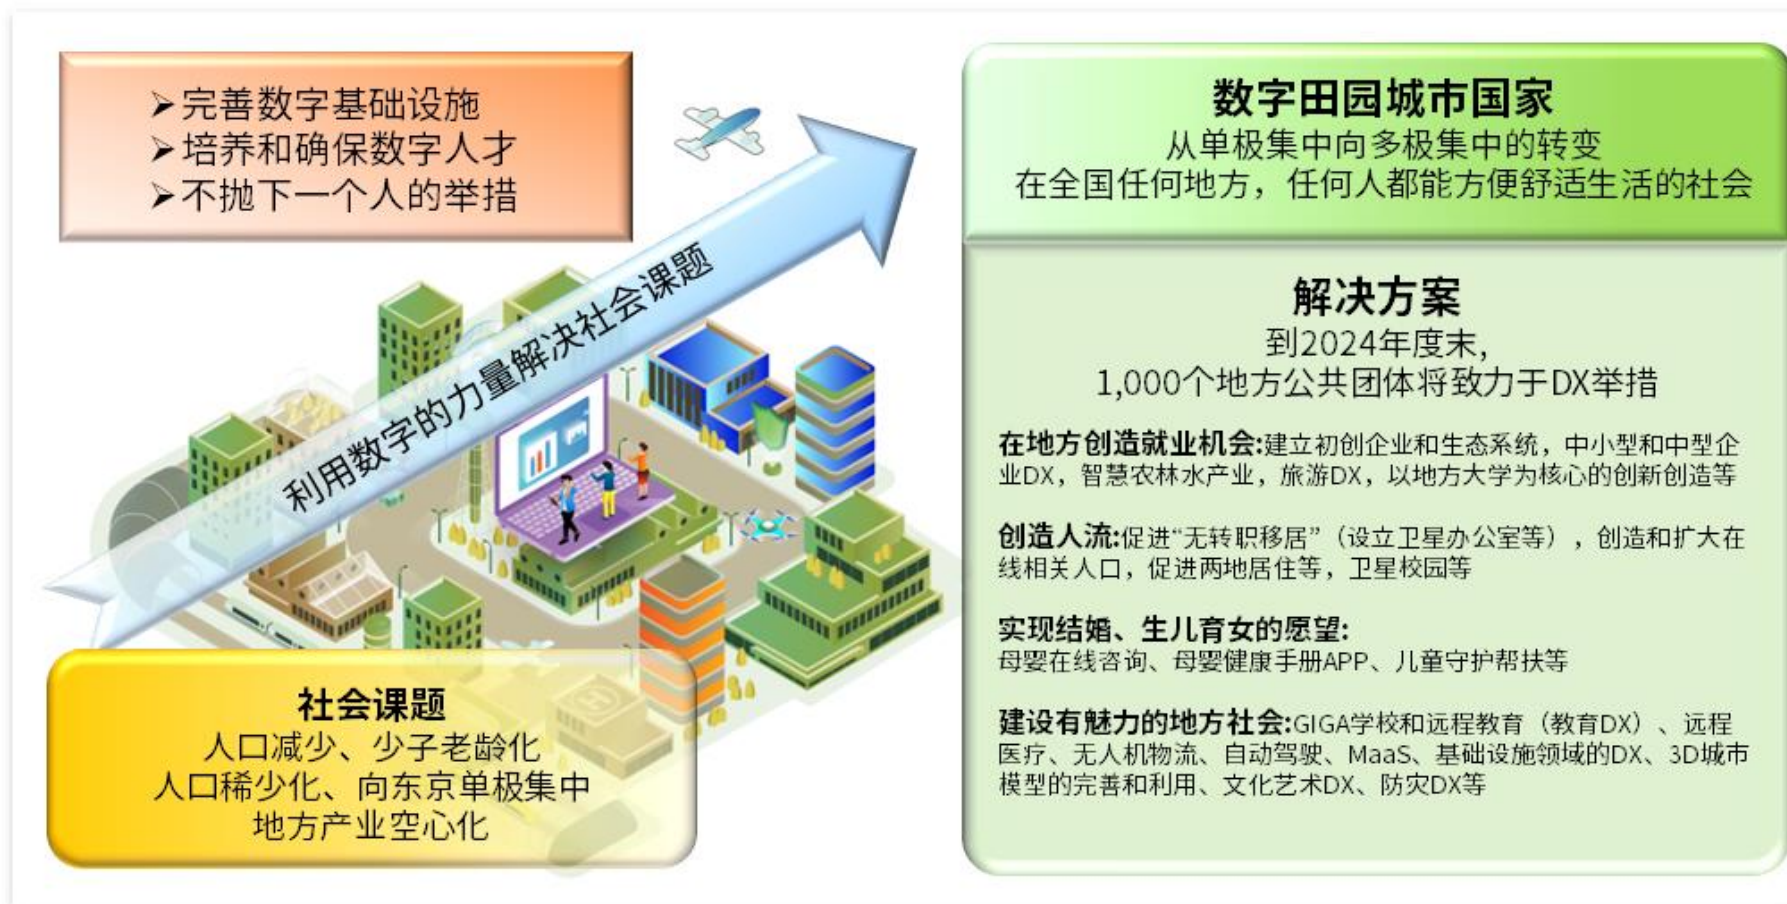 ➢完善数字基础设施
➢培养和确保数字人才
➢不抛下一个人的举措
利用数字的力量解决社会课题
社会课题
人口减少、少子老龄化
人口稀少化、向东京单极集中
地方产业空心化
数字田园城市国家
从单极集中向多极集中的转变
在全国任何地方，任何人都能方便舒适生活的社会
解决方案
到2024年度末,
1,000个地方公共团体将致力于DX举措
在地方创造就业机会:建立初创企业和生态系统，中小型和中型企
业DX，智慧农林水产业，旅游DX，以地方大学为核心的创新创造等
创造人流:促进“无转职移居”（设立卫星办公室等），创造和扩大在
线相关人口，促进两地居住等，卫星校园等
实现结婚、生儿育女的愿望:
母婴在线咨询、母婴健康手册APP、儿童守护帮扶等
建设有魅力的地方社会:GIGA学校和远程教育（教育DX）、远程
医疗、无人机物流、自动驾驶、MaaS、基础设施领域的DX、3D城市
模型的完善和利用、文化艺术DX、防灾DX等
H